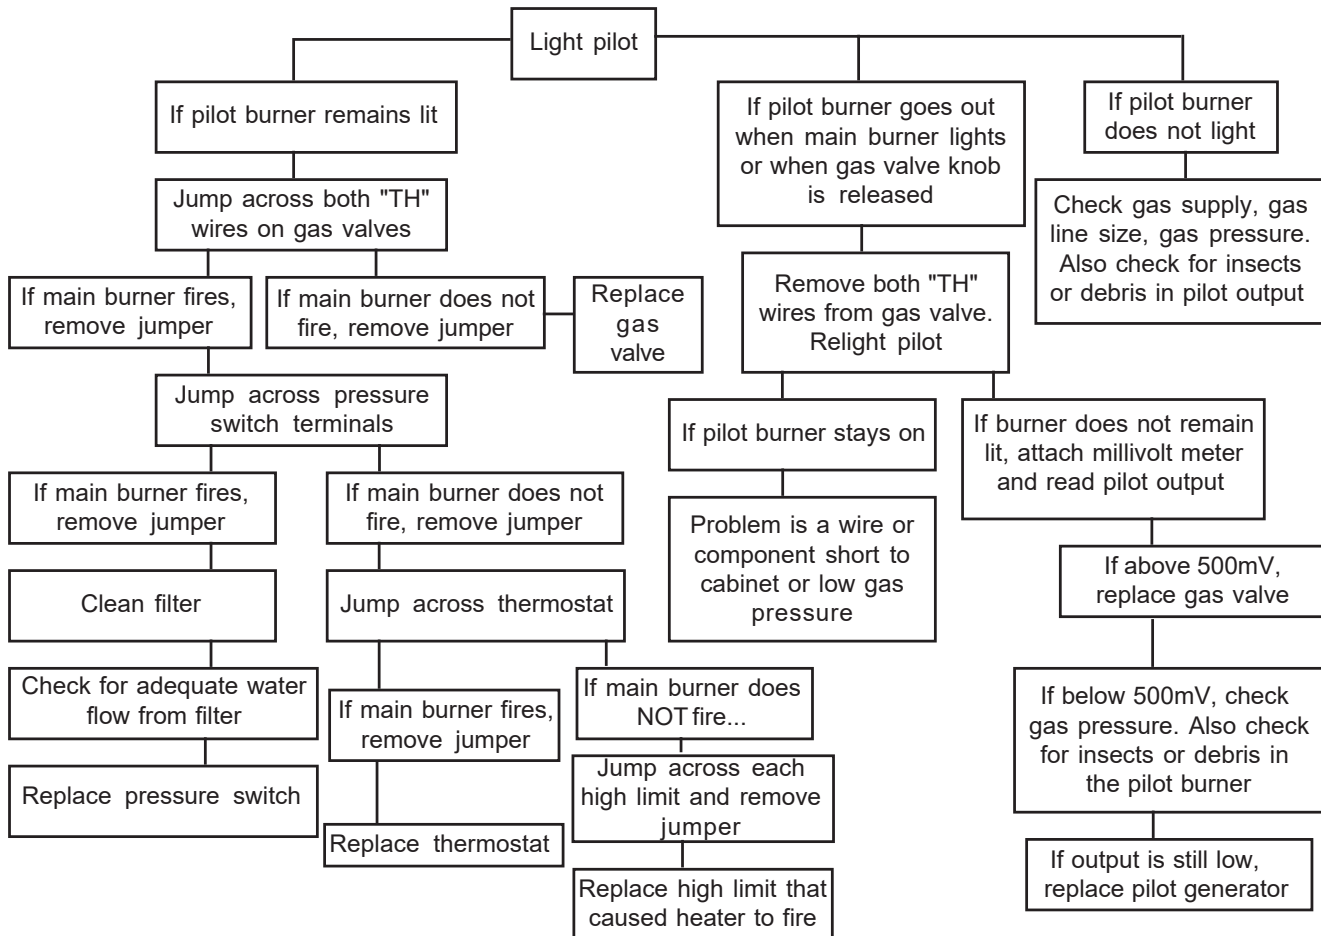 Light pilot
If pilot burner remains lit
Jump across both "TH"
wires on gas valves
If main burner fires,
remove jumper
If main burner does not
fire, remove jumper
Replace
gas
valve
Jump across pressure
switch terminals
If main burner fires,
remove jumper
If main burner does not
fire, remove jumper
Clean filter
Jump across thermostat
Check for adequate water
flow from filter
If main burner fires,
remove jumper
If main burner does
NOT fire...
Replace pressure switch
Jump across each
high limit and remove
jumper
Replace thermostat
Replace high limit that
caused heater to fire
If pilot burner goes out
when main burner lights
or when gas valve knob
is released
Remove both "TH"
wires from gas valve.
Relight pilot
If pilot burner stays on
Problem is a wire or
component short to
cabinet or low gas
pressure
If burner does not remain
lit, attach millivolt meter
and read pilot output
If above 500mV,
replace gas valve
If below 500mV, check
gas pressure. Also check
for insects or debris in
the pilot burner
If output is still low,
replace pilot generator
If pilot burner
does not light
Check gas supply, gas
line size, gas pressure.
Also check for insects
or debris in pilot output